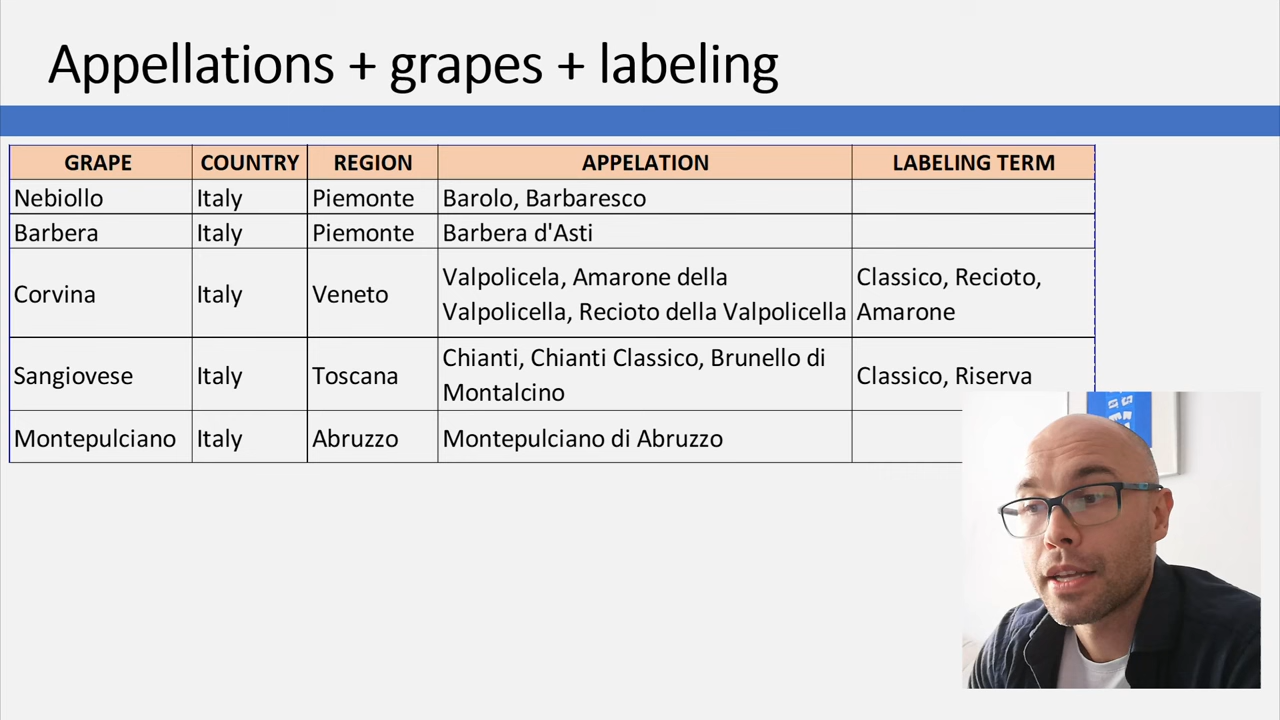 Appellations + grapes + labeling
GRAPE COUNTRY REGION APPELATION LABELING TERM
Nebiollo Italy Piemonte Barolo, Barbaresco
Barbera Italy Piemonte Barbera d'Asti
Corvina Italy Veneto Valpolicela, Amarone della Valpolicella, Recioto della Valpolicella Classico, Recioto, Amarone
Sangiovese Italy Toscana Chianti, Chianti Classico, Brunello di Montalcino Classico, Riserva
Montepulciano Italy Abruzzo Montepulciano di Abruzzo